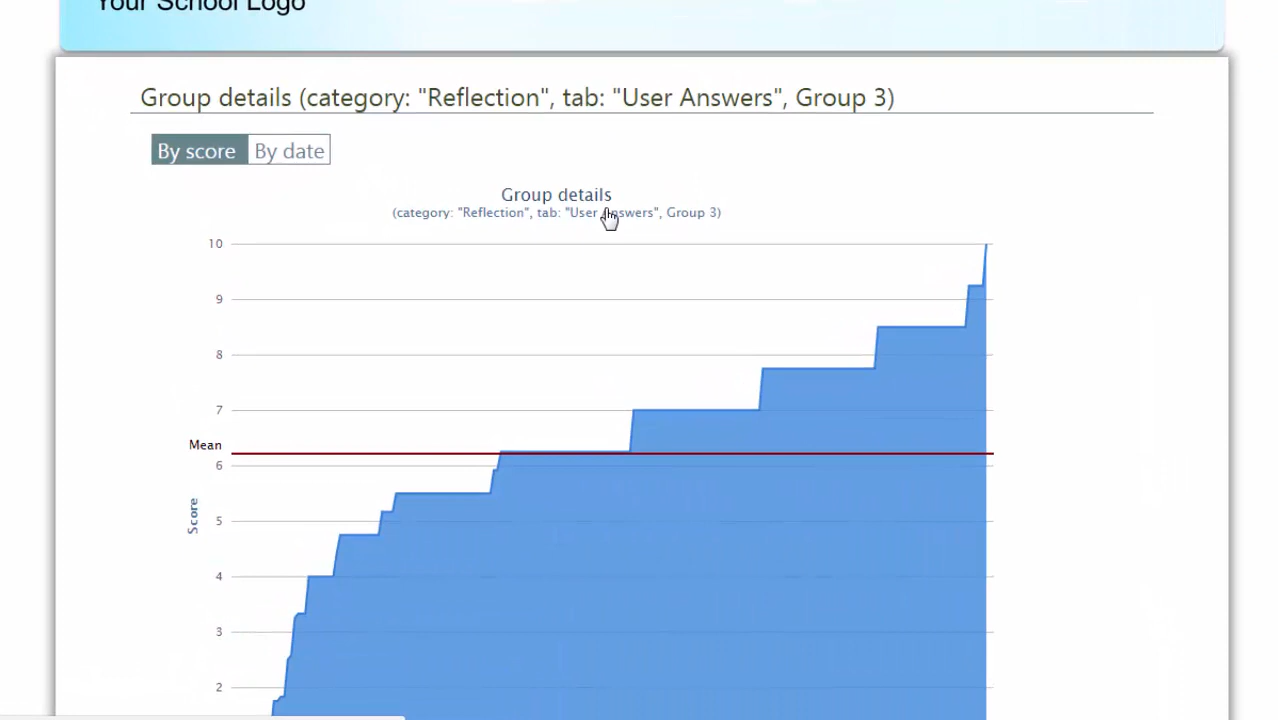 Your School Logo
Group details (category: "Reflection", tab: "User Answers", Group 3)
By score By date
Group details
(category: "Reflection", tab: "User Answers", Group 3)
10
9
8
7
Mean
6
Score
5
4
3
2